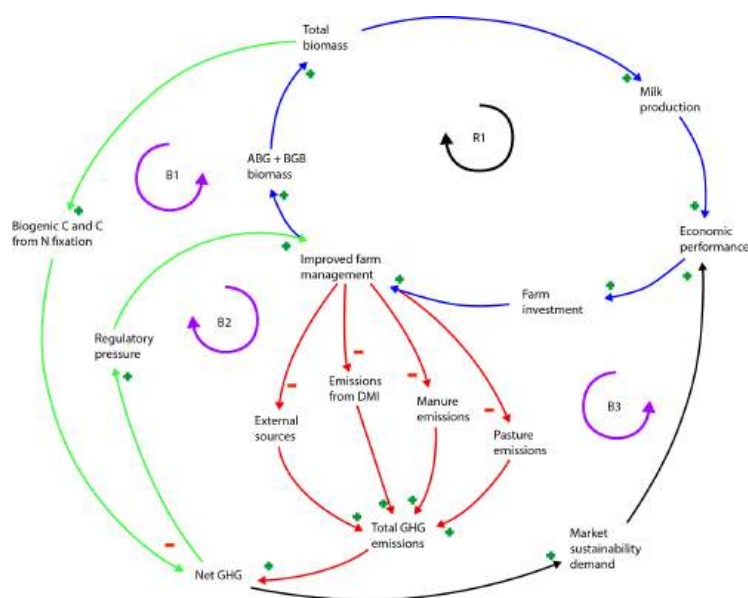 Total
biomass
Milk
production
R1
B1
ABG + BGB
biomass
Biogenic C and C
from N fixation
Economic
performance
Improved farm
management
Farm
investment
B2
Regulatory
pressure
Emissions
from DMI
Manure
emissions
B3
External
sources
Pasture
emissions
Total GHG
emissions
Market
sustainability
demand
Net GHG